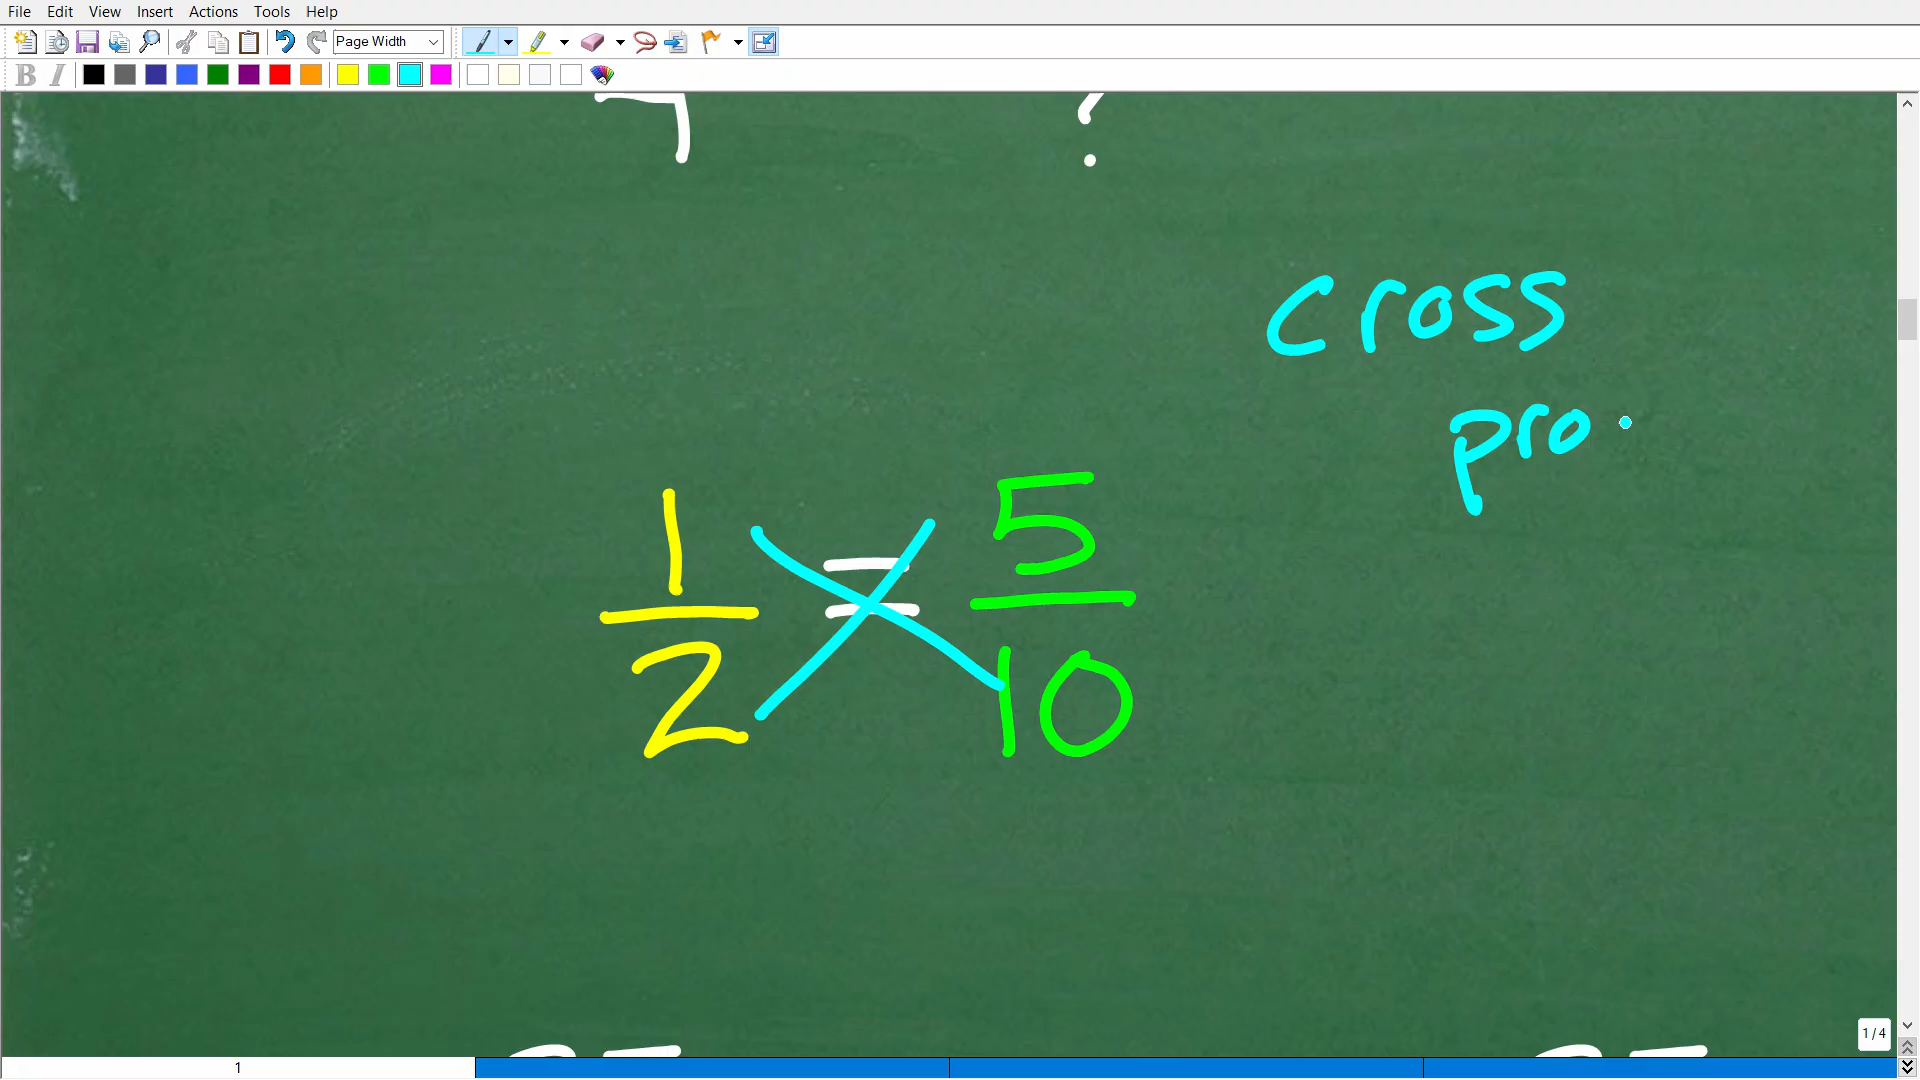 File Edit View Insert Actions Tools Help
Page Width
B I
?
cross
pro
1/2 = 5/10
1 / 4
1